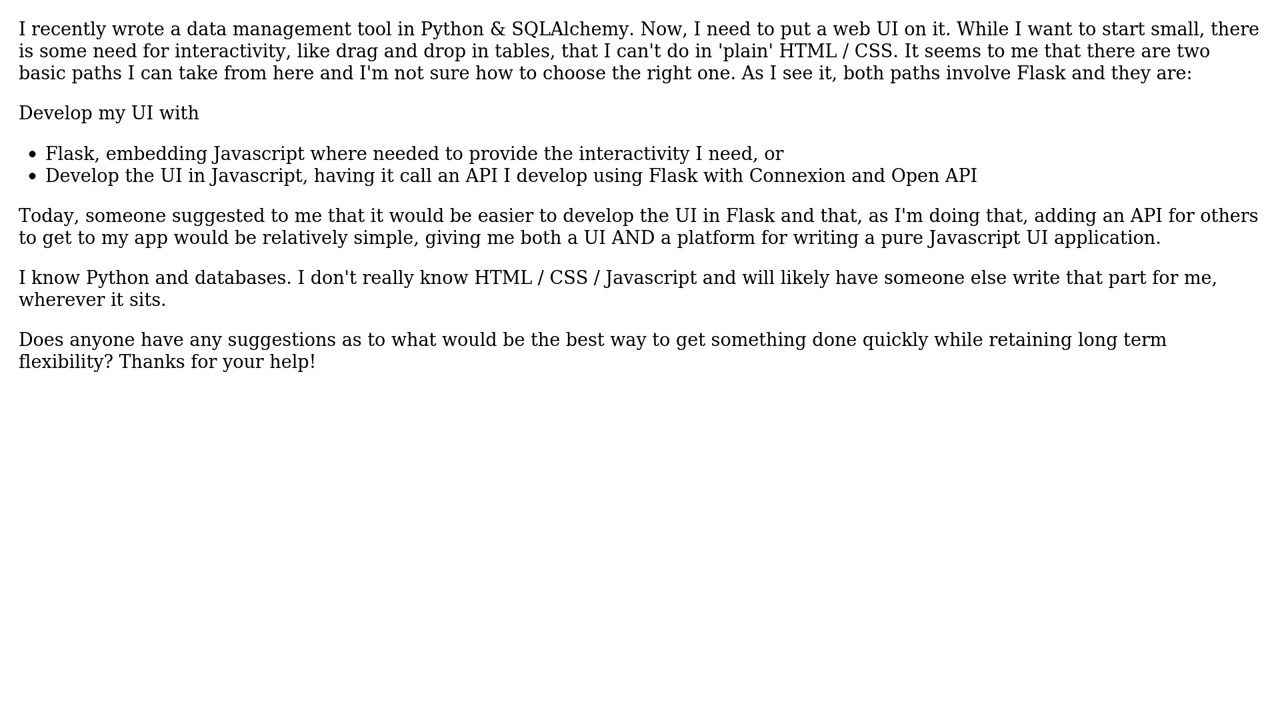 I recently wrote a data management tool in Python & SQLAlchemy. Now, I need to put a web UI on it. While I want to start small, there
is some need for interactivity, like drag and drop in tables, that I can't do in 'plain' HTML / CSS. It seems to me that there are two
basic paths I can take from here and I'm not sure how to choose the right one. As I see it, both paths involve Flask and they are:
Develop my UI with
• Flask, embedding Javascript where needed to provide the interactivity I need, or
• Develop the UI in Javascript, having it call an API I develop using Flask with Connexion and Open API
Today, someone suggested to me that it would be easier to develop the UI in Flask and that, as I'm doing that, adding an API for others
to get to my app would be relatively simple, giving me both a UI AND a platform for writing a pure Javascript UI application.
I know Python and databases. I don't really know HTML / CSS / Javascript and will likely have someone else write that part for me,
wherever it sits.
Does anyone have any suggestions as to what would be the best way to get something done quickly while retaining long term
flexibility? Thanks for your help!